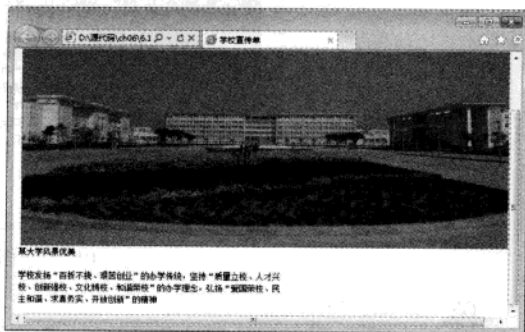 D:\源代码\ch06\6.1
学校宣传单
某大学风景优美
学校发扬“百折不挠、艰苦创业”的办学传统，坚持“质量立校、人才兴
校、创新强校、文化铸校、和谐荣校”的办学理念，弘扬“爱国荣校、民
主和谐、求真务实、开放创新”的精神